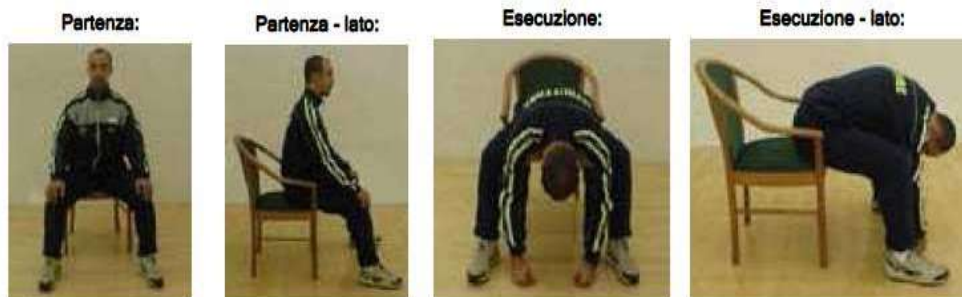 Partenza:
Partenza - lato:
Esecuzione:
Esecuzione - lato: